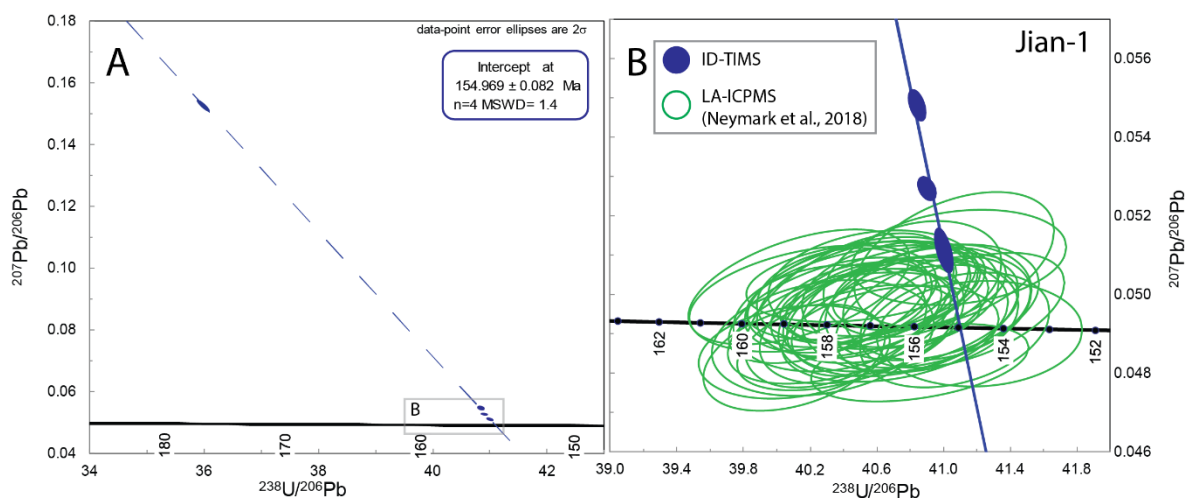 A
data-point error ellipses are 2σ
Intercept at
154.969 ± 0.082 Ma
n=4 MSWD= 1.4
0.18
0.16
0.14
0.12
0.10
0.08
0.06
0.04
207Pb/206Pb
B
180
170
160
150
34
36
38
40
42
238U/206Pb
B
Jian-1
ID-TIMS
LA-ICPMS
(Neymark et al., 2018)
0.056
0.054
0.052
0.050
0.048
0.046
207Pb/206Pb
162
160
158
156
154
152
39.0
39.4
39.8
40.2
40.6
41.0
41.4
41.8
238U/206Pb